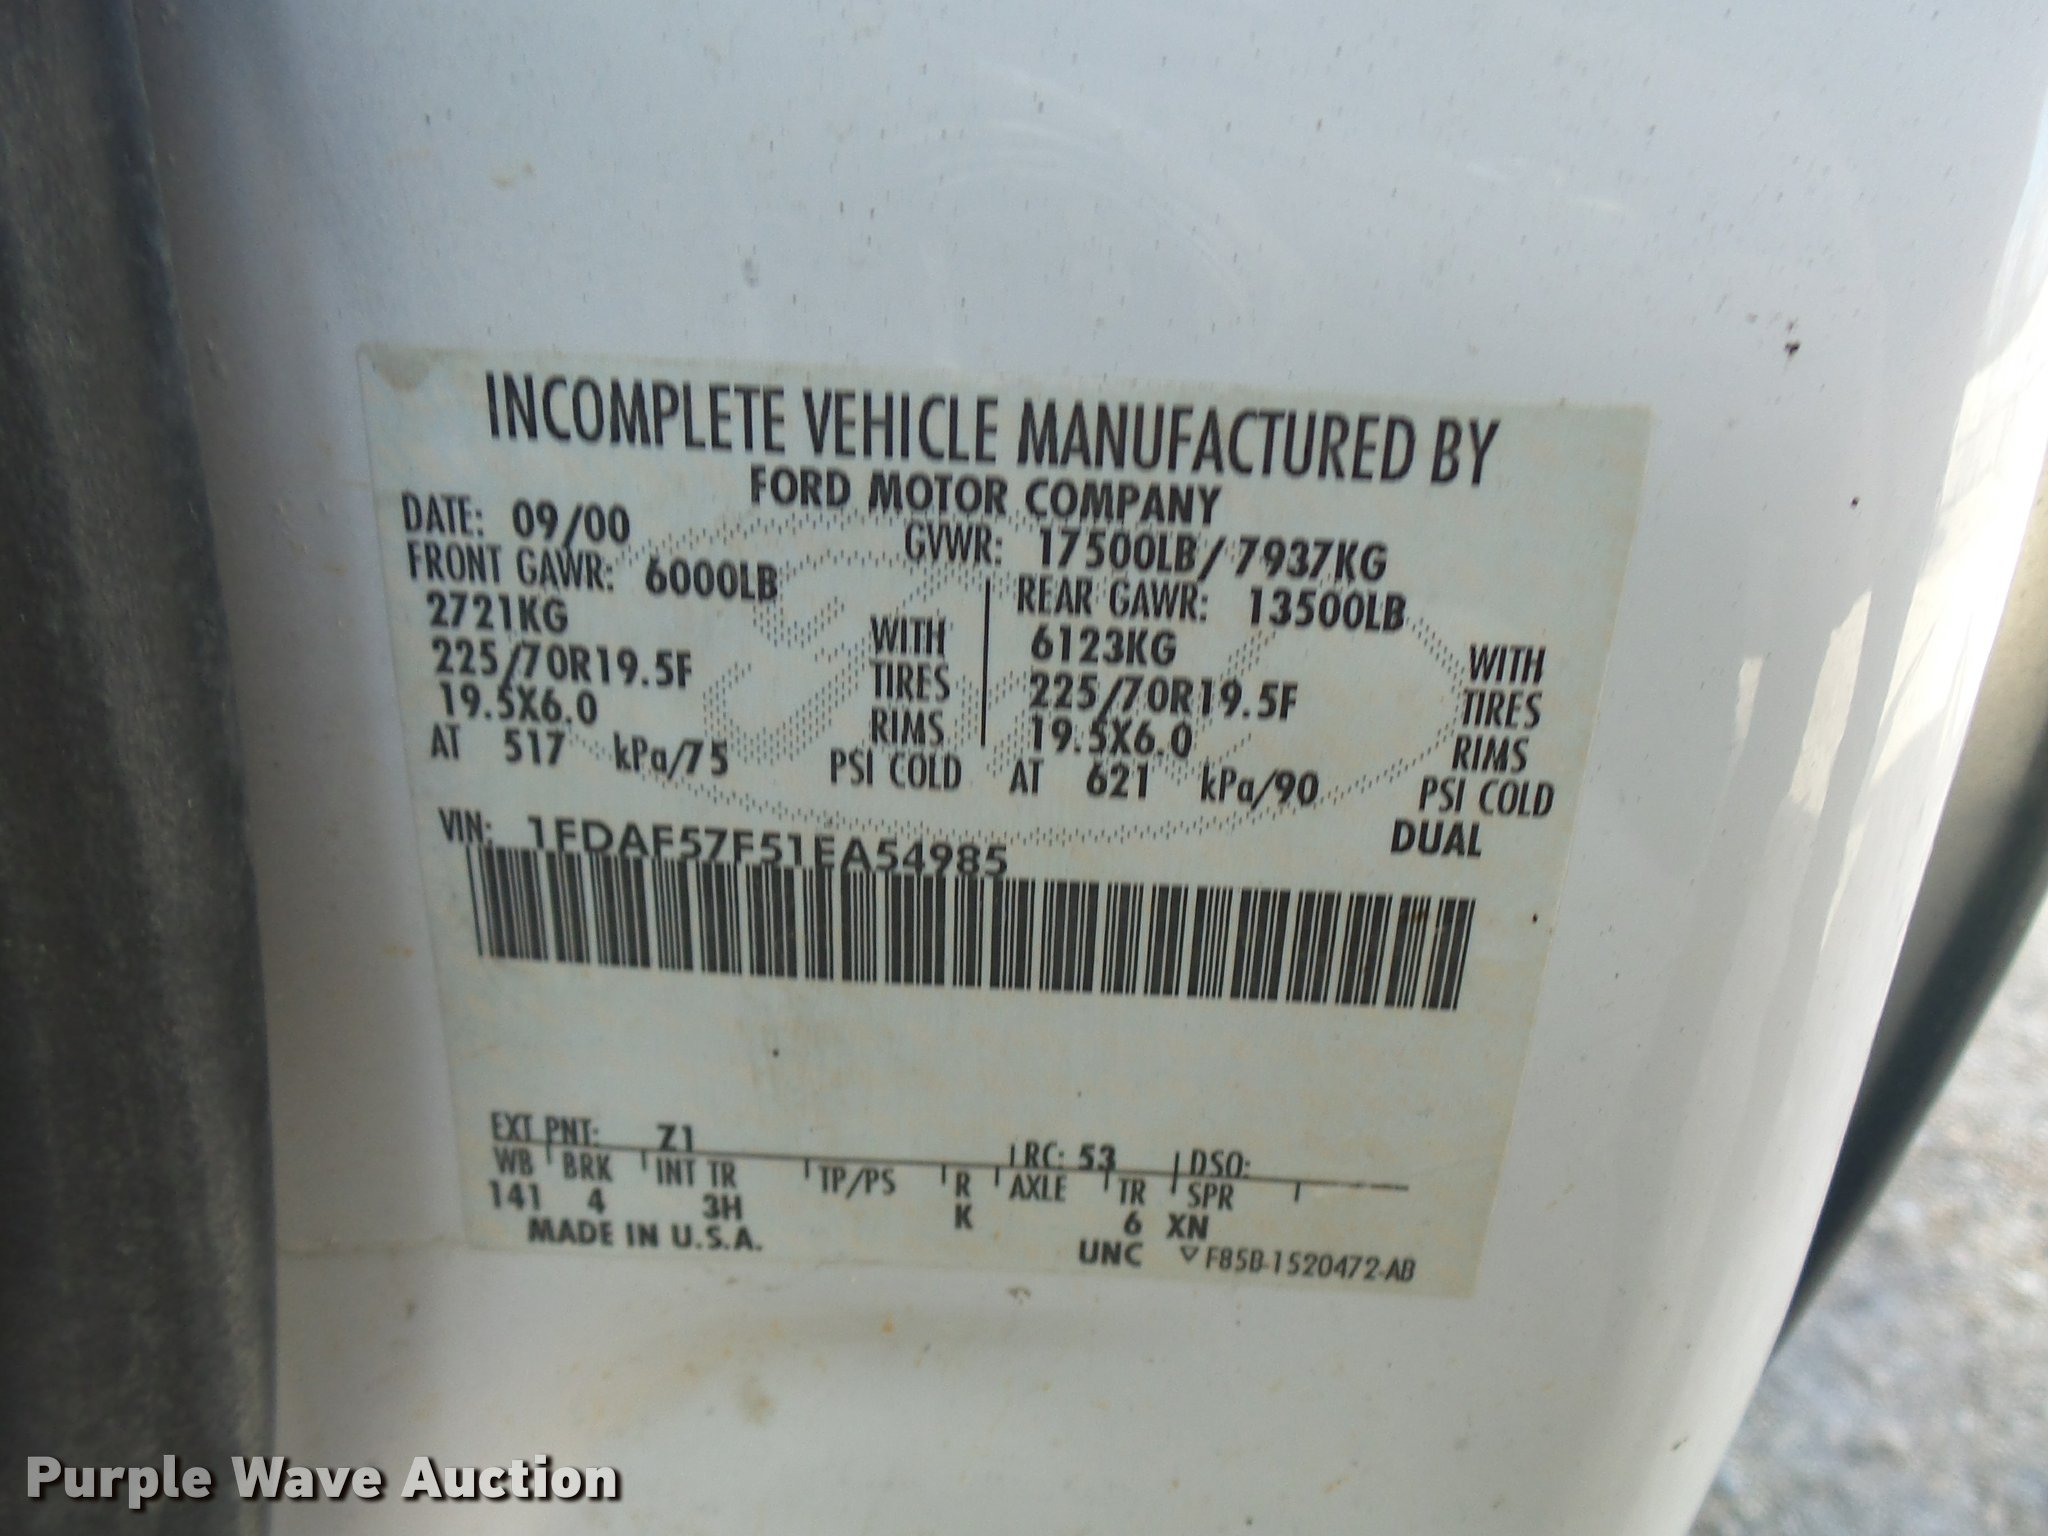 INCOMPLETE VEHICLE MANUFACTURED BY
FORD MOTOR COMPANY
DATE: 09/00 GVWR: 17500LB/7937KG
FRONT GAWR: 6000LB REAR GAWR: 13500LB
2721KG WITH 6123KG WITH
225/70R19.5F TIRES 225/70R19.5F TIRES
19.5X6.0 RIMS 19.5X6.0 RIMS
AT 517 kPa/75 PSI COLD AT 621 kPa/90 PSI COLD
DUAL
VIN: 1FDAF57F51EA54985
EXT PNT: Z1 RC: 53 DSO:
WB BRK INT TR TP/PS R AXLE TR SPR
141 4 3H K 6 XN
MADE IN U.S.A. UNC F85B-1520472-AB
Purple Wave Auction